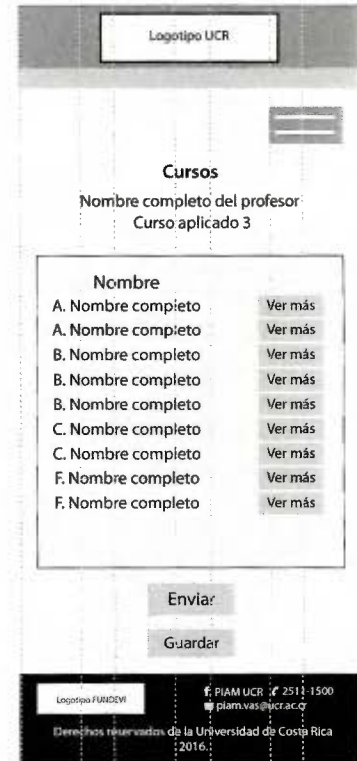 Logotipo UCR
Cursos
Nombre completo del profesor
Curso aplicado 3
Nombre
A. Nombre completo Ver más
A. Nombre completo Ver más
B. Nombre completo Ver más
B. Nombre completo Ver más
B. Nombre completo Ver más
C. Nombre completo Ver más
C. Nombre completo Ver más
F. Nombre completo Ver más
F. Nombre completo Ver más
Enviar
Guardar
Logotipo FUNDEVI
PIAM UCR 2511-1500
piam.vas@ucr.ac.cr
Derechos reservados de la Universidad de Costa Rica
2016.